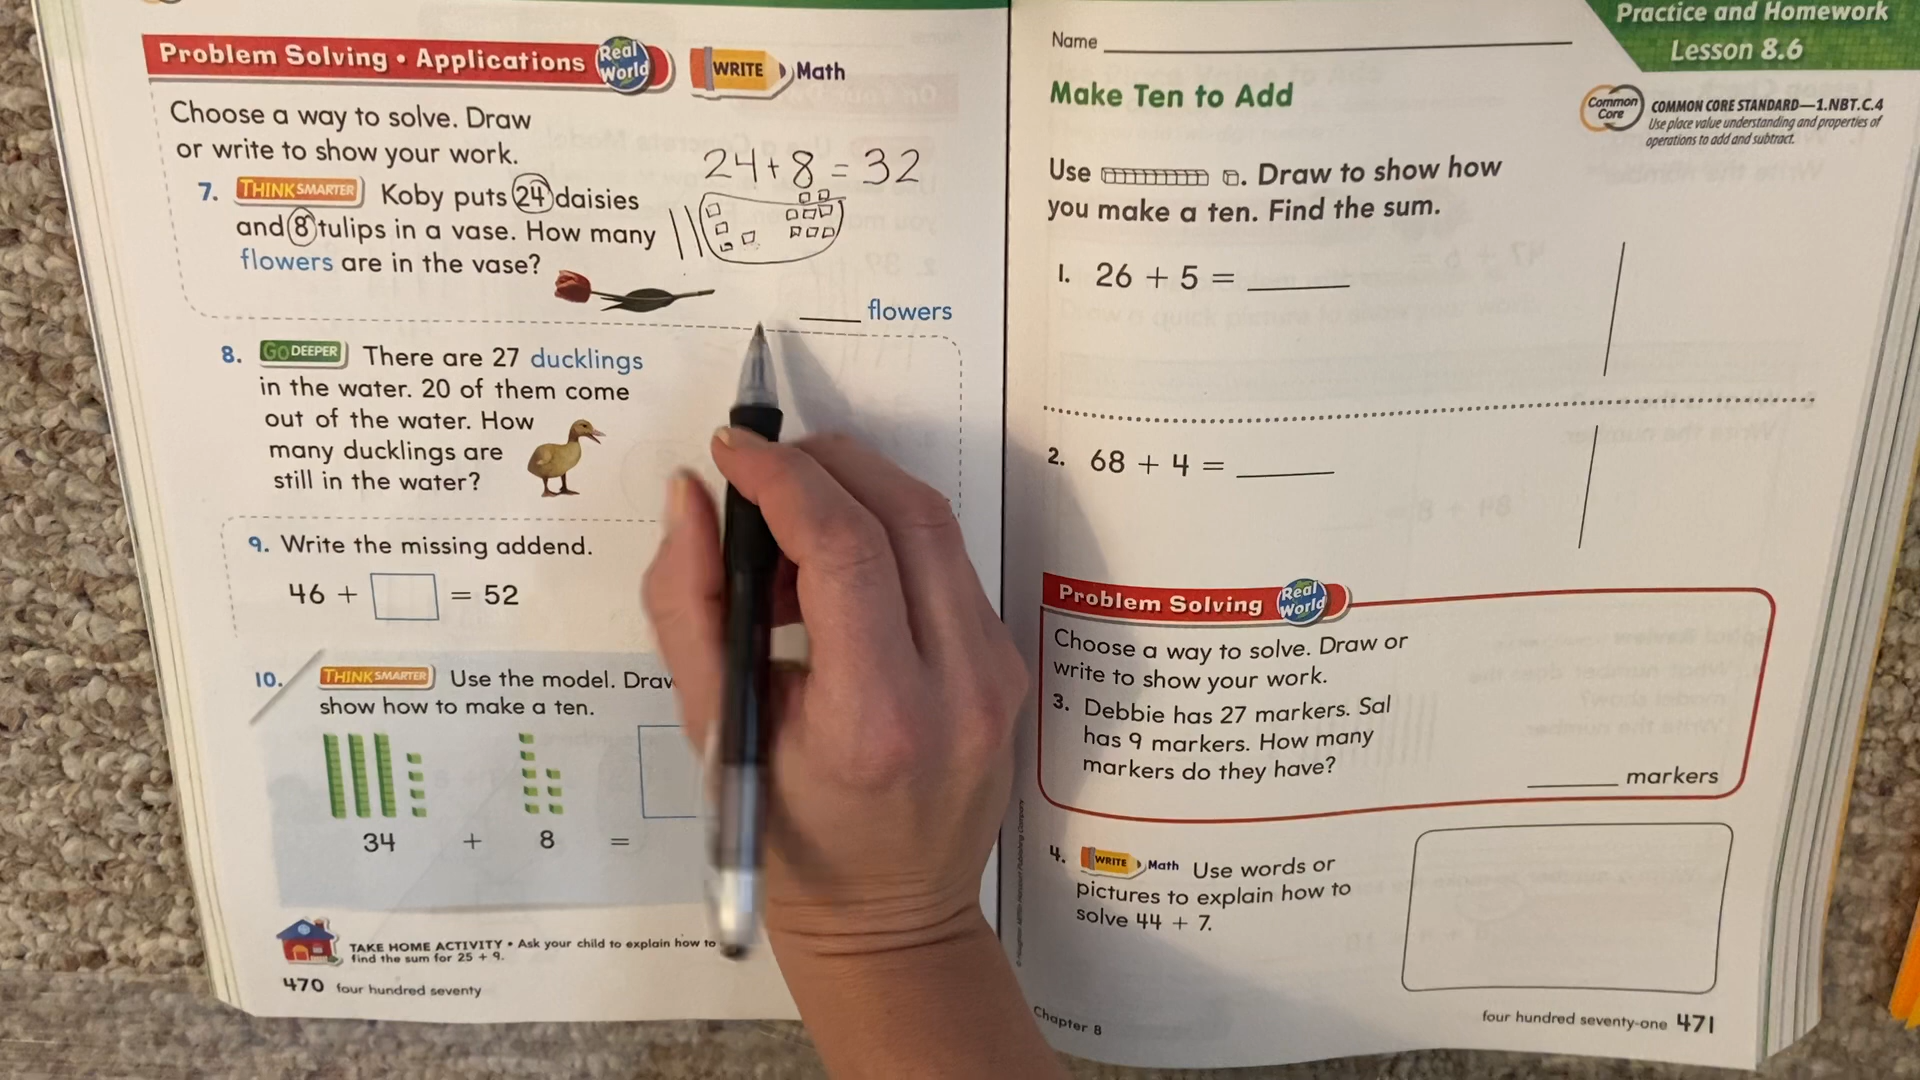 Problem Solving • Applications
Real World
WRITE Math
Choose a way to solve. Draw
or write to show your work.
24+8=32
7. THINK SMARTER Koby puts 24 daisies
and 8 tulips in a vase. How many
flowers are in the vase?
____ flowers
8. GO DEEPER There are 27 ducklings
in the water. 20 of them come
out of the water. How
many ducklings are
still in the water?
9. Write the missing addend.
46 + = 52
10. THINK SMARTER Use the model.
show how to make a ten.
34 + 8 =
TAKE HOME ACTIVITY • Ask your child to explain how to
find the sum for 25 + 9.
470 four hundred seventy
Practice and Homework
Lesson 8.6
Name
Make Ten to Add
Common Core
COMMON CORE STANDARD—1.NBT.C.4
Use place value understanding and properties of
operations to add and subtract.
Use . Draw to show how
you make a ten. Find the sum.
1. 26 + 5 = ____
2. 68 + 4 = ____
Problem Solving
Real World
Choose a way to solve. Draw or
write to show your work.
3. Debbie has 27 markers. Sal
has 9 markers. How many
markers do they have?
____ markers
4. WRITE Math Use words or
pictures to explain how to
solve 44 + 7.
Chapter 8
four hundred seventy-one 471